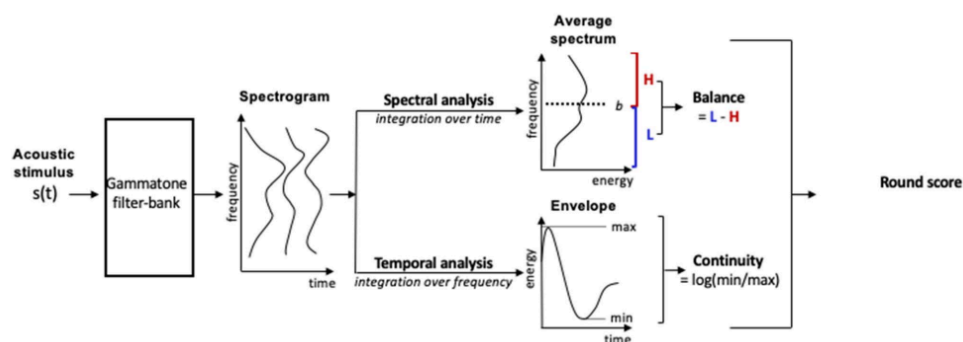 Acoustic
stimulus
s(t)
Gammatone
filter-bank
Spectrogram
frequency
time
Spectral analysis
integration over time
Temporal analysis
integration over frequency
Average
spectrum
frequency
energy
b
H
L
Balance
= L - H
Envelope
energy
max
min
time
Continuity
= log(min/max)
Round score